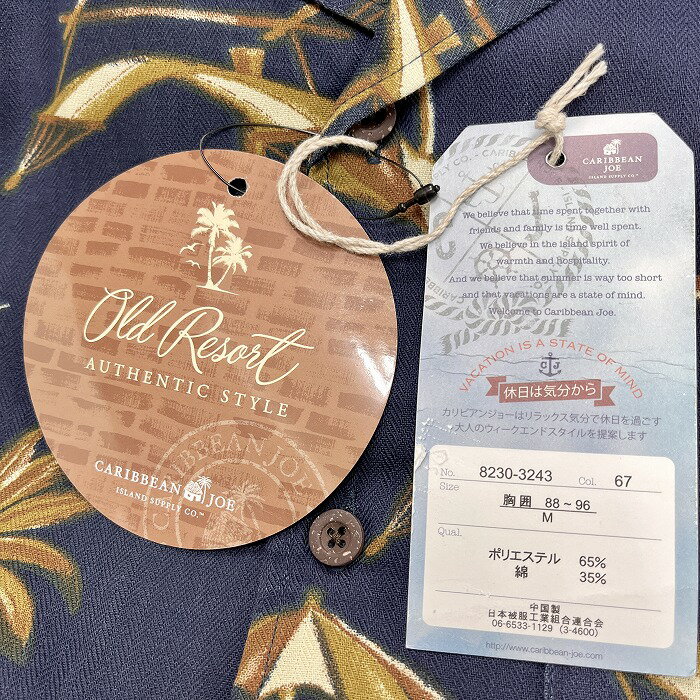 Old Resort
AUTHENTIC STYLE
CARIBBEAN JOE
CARIBBEAN JOE
ISLAND SUPPLY CO.™
CARIBBEAN
JOE
ISLAND SUPPLY CO.™
We believe that time spent together with
friends and family is time well spent.
We believe in the island spirit of
warmth and hospitality.
And we believe that summer is way too short
and that vacations are a state of mind.
Welcome to Caribbean Joe.
VACATION IS A STATE OF MIND
休日は気分から
カリビアンジョーはリラックス気分で休日を過ごす
大人のウィークエンドスタイルを提案します
No. 8230-3243 Col. 67
Size
胸囲 88~96
M
Qual.
ポリエステル 65%
綿 35%
中国製
日本被服工業組合連合会
06-6533-1129 (3-4600)
http://www.caribbean-joe.com/